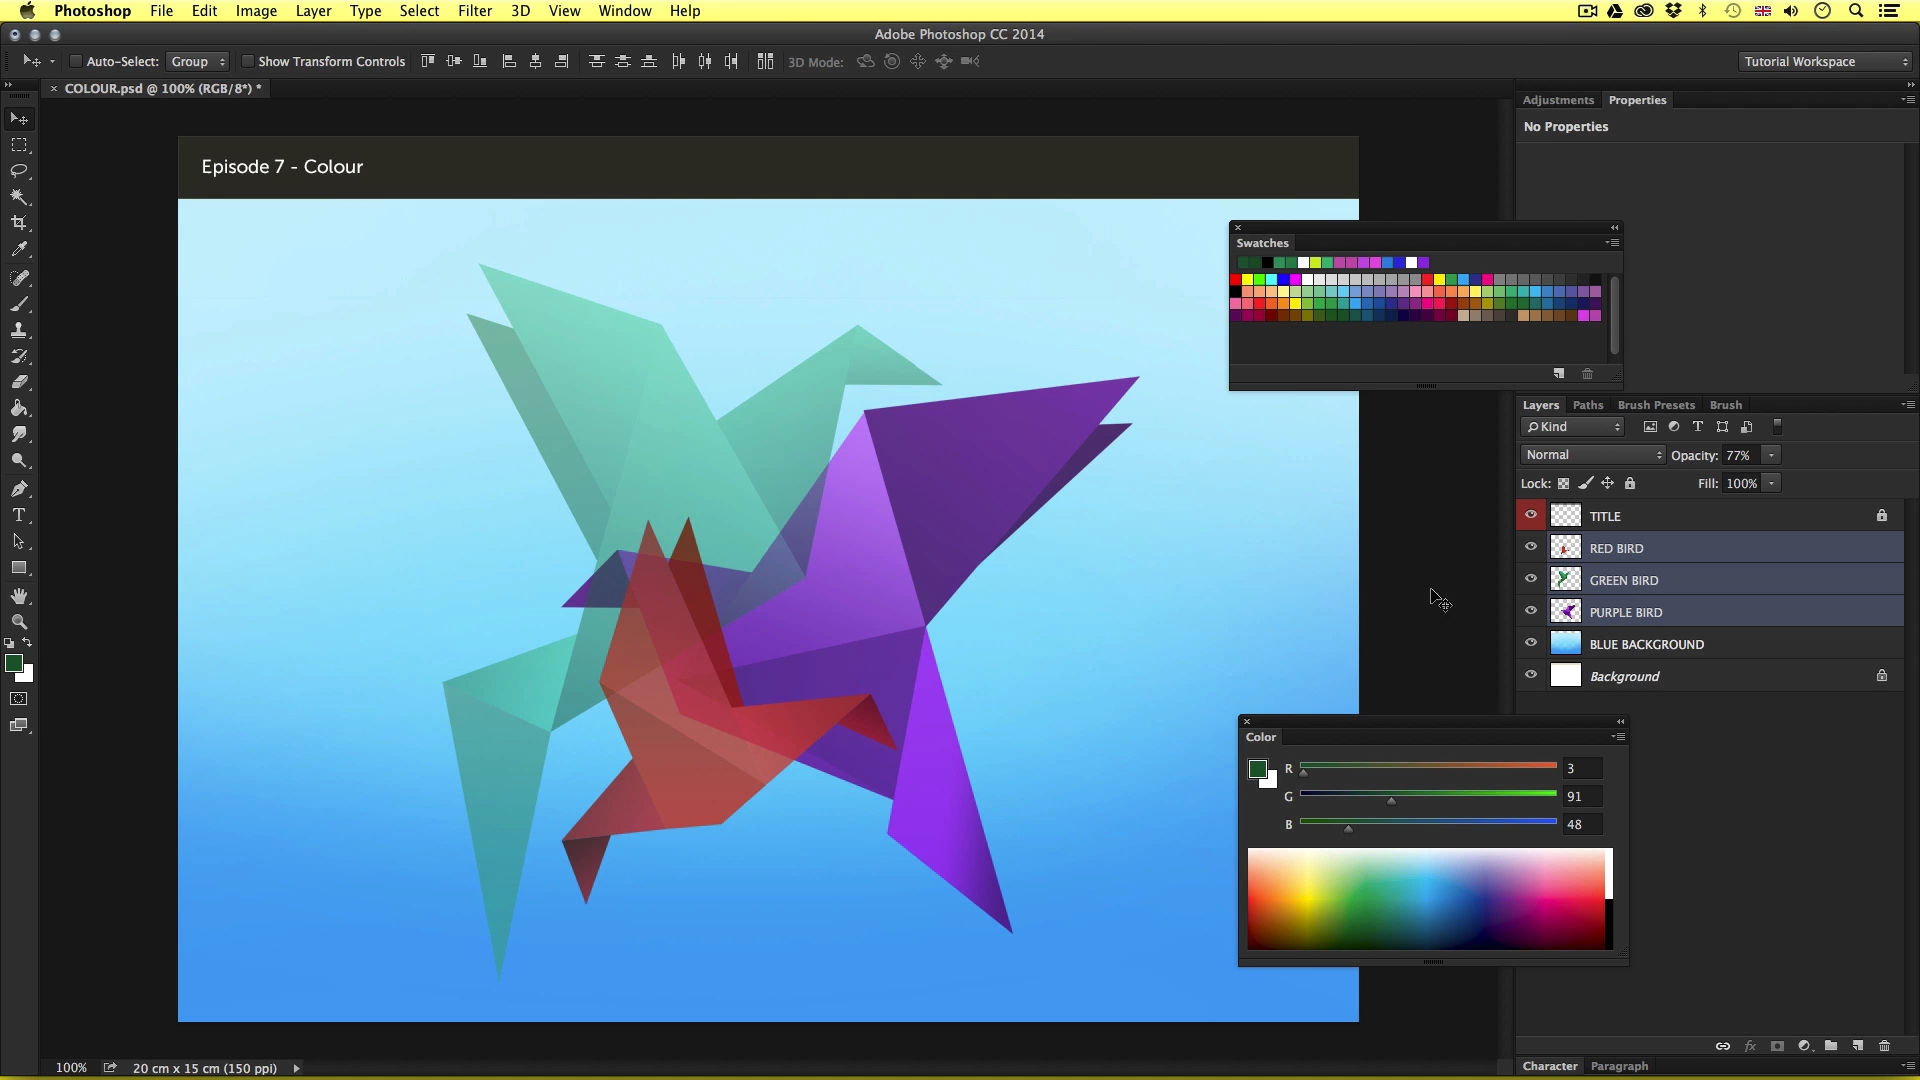 Photoshop File Edit Image Layer Type Select Filter 3D View Window Help
Adobe Photoshop CC 2014
Auto-Select: Group Show Transform Controls 3D Mode: Tutorial Workspace
COLOUR.psd @ 100% (RGB/8*) *
Adjustments Properties
No Properties
Episode 7 - Colour
Swatches
Layers Paths Brush Presets Brush
Kind
Normal Opacity: 77%
Lock: Fill: 100%
TITLE
RED BIRD
GREEN BIRD
PURPLE BIRD
BLUE BACKGROUND
Background
Color
R 3
G 91
B 48
100% 20 cm x 15 cm (150 ppi)
Character Paragraph